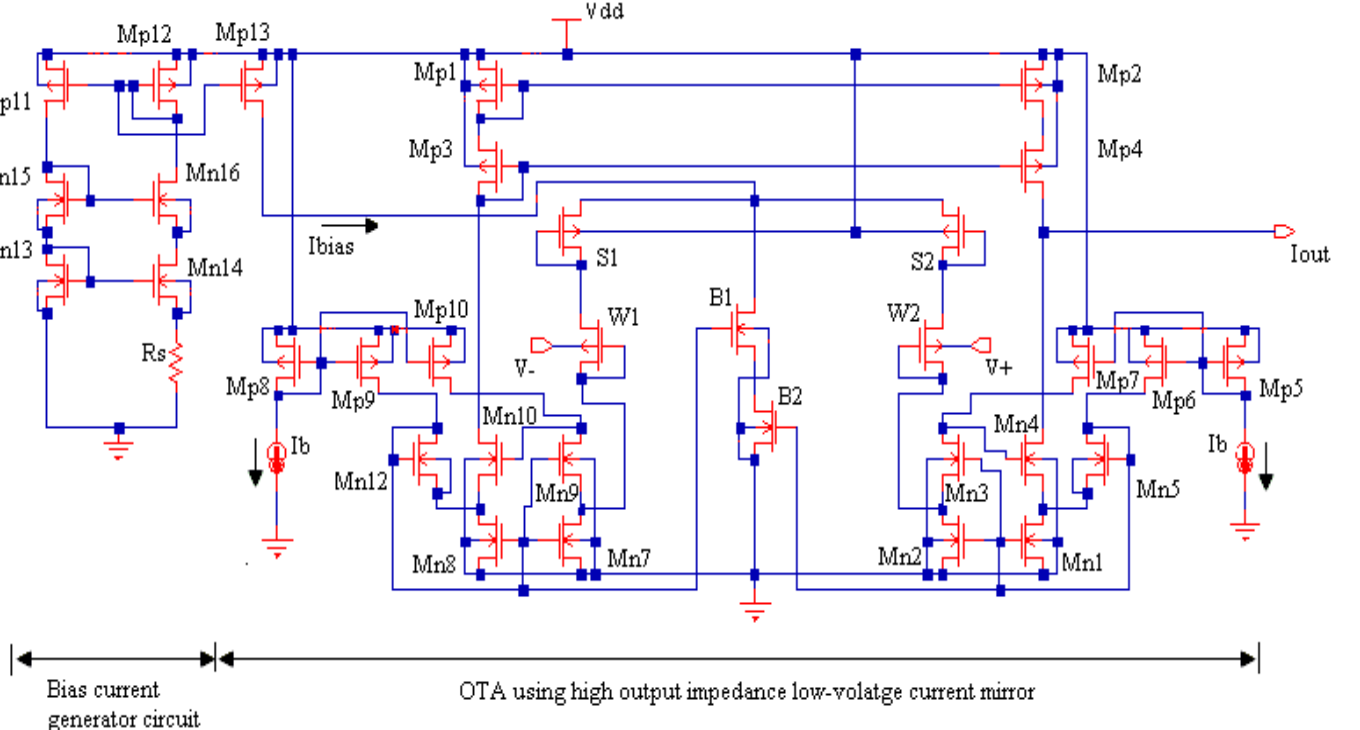 Vdd
Mp12
Mp13
Mp1
Mp2
p11
Mp3
Mp4
n15
Mn16
Ibias
S1
S2
Iout
n13
Mn14
Mp10
B1
W1
W2
Rs
V-
V+
Mp8
Mp9
Mp7
Mp6
Mp5
B2
Mn10
Mn4
Ib
Ib
Mn12
Mn9
Mn3
Mn5
Mn8
Mn7
Mn2
Mn1
Bias current
generator circuit
OTA using high output impedance low-volatge current mirror